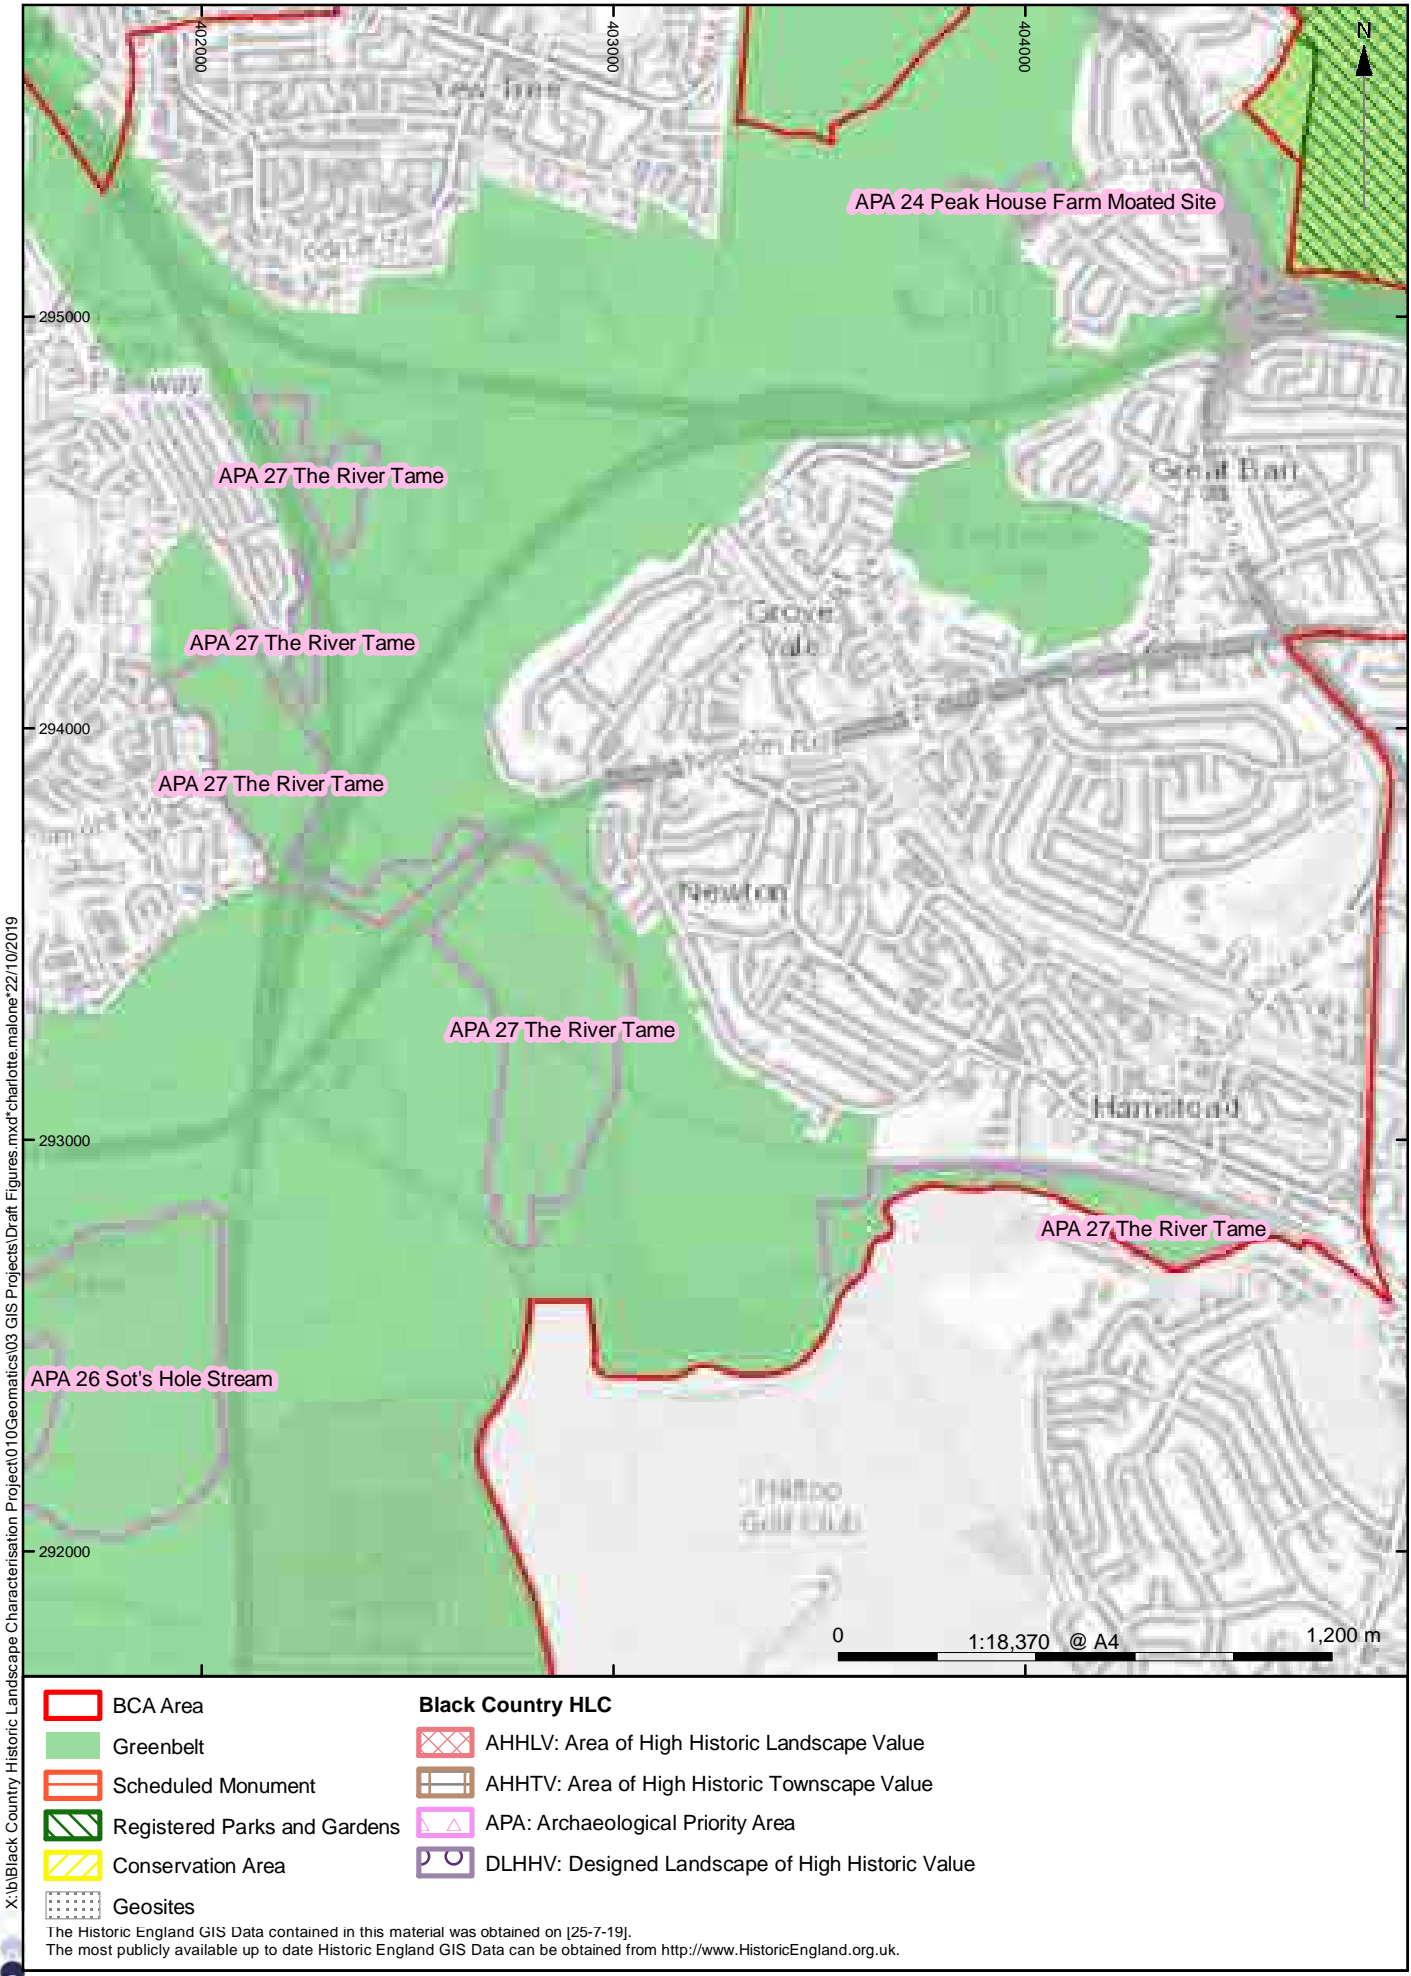 402000
403000
404000
N
APA 24 Peak House Farm Moated Site
295000
APA 27 The River Tame
Grove
Vale
APA 27 The River Tame
294000
APA 27 The River Tame
Newton
APA 27 The River Tame
Hamstead
293000
APA 27 The River Tame
APA 26 Sot's Hole Stream
Hilltop
Golf Club
292000
0 1:18,370 @ A4 1,200 m
X:\b\Black Country Historic Landscape Characterisation Project\010Geomatics\03 GIS Projects\Draft Figures.mxd*charlotte.malone*22/10/2019
BCA Area
Greenbelt
Scheduled Monument
Registered Parks and Gardens
Conservation Area
Geosites
Black Country HLC
AHHLV: Area of High Historic Landscape Value
AHHTV: Area of High Historic Townscape Value
APA: Archaeological Priority Area
DLHHV: Designed Landscape of High Historic Value
The Historic England GIS Data contained in this material was obtained on [25-7-19].
The most publicly available up to date Historic England GIS Data can be obtained from http://www.HistoricEngland.org.uk.